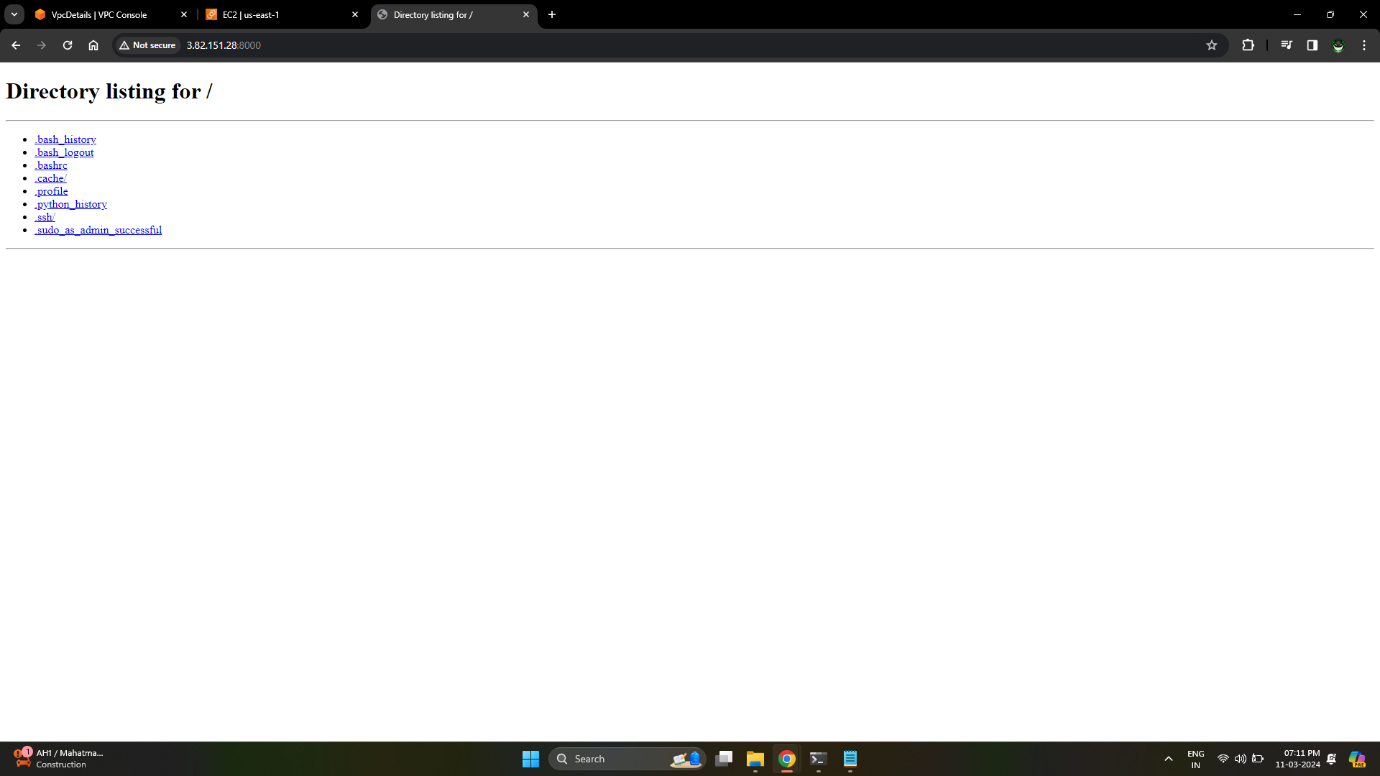 VpcDetails | VPC Console
EC2 | us-east-1
Directory listing for /
Not secure
3.82.151.28:8000
Directory listing for /
.bash_history
.bash_logout
.bashrc
.cache/
.profile
.python_history
.ssh/
.sudo_as_admin_successful
1
AH1 / Mahatma...
Construction
Search
ENG
IN
07:11 PM
11-03-2024